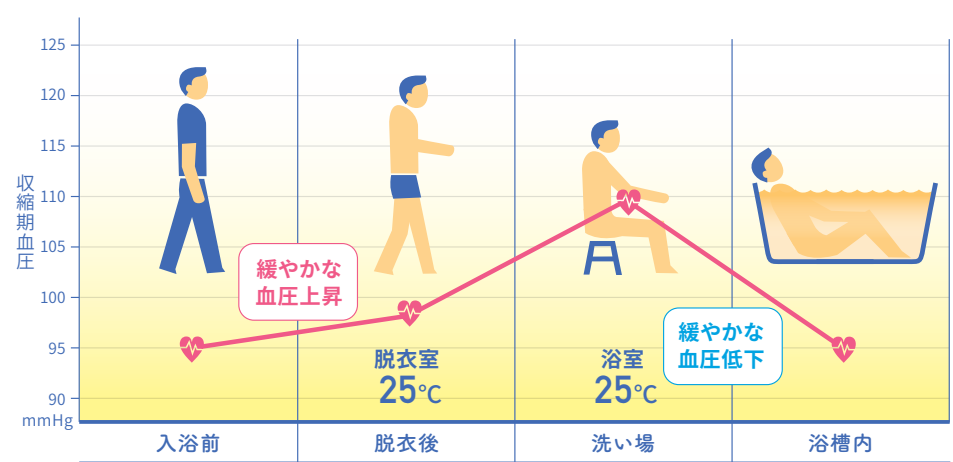 125
120
115
110
105
100
95
90
mmHg
収縮期血圧
緩やかな
血圧上昇
脱衣室
25℃
浴室
25℃
緩やかな
血圧低下
入浴前
脱衣後
洗い場
浴槽内